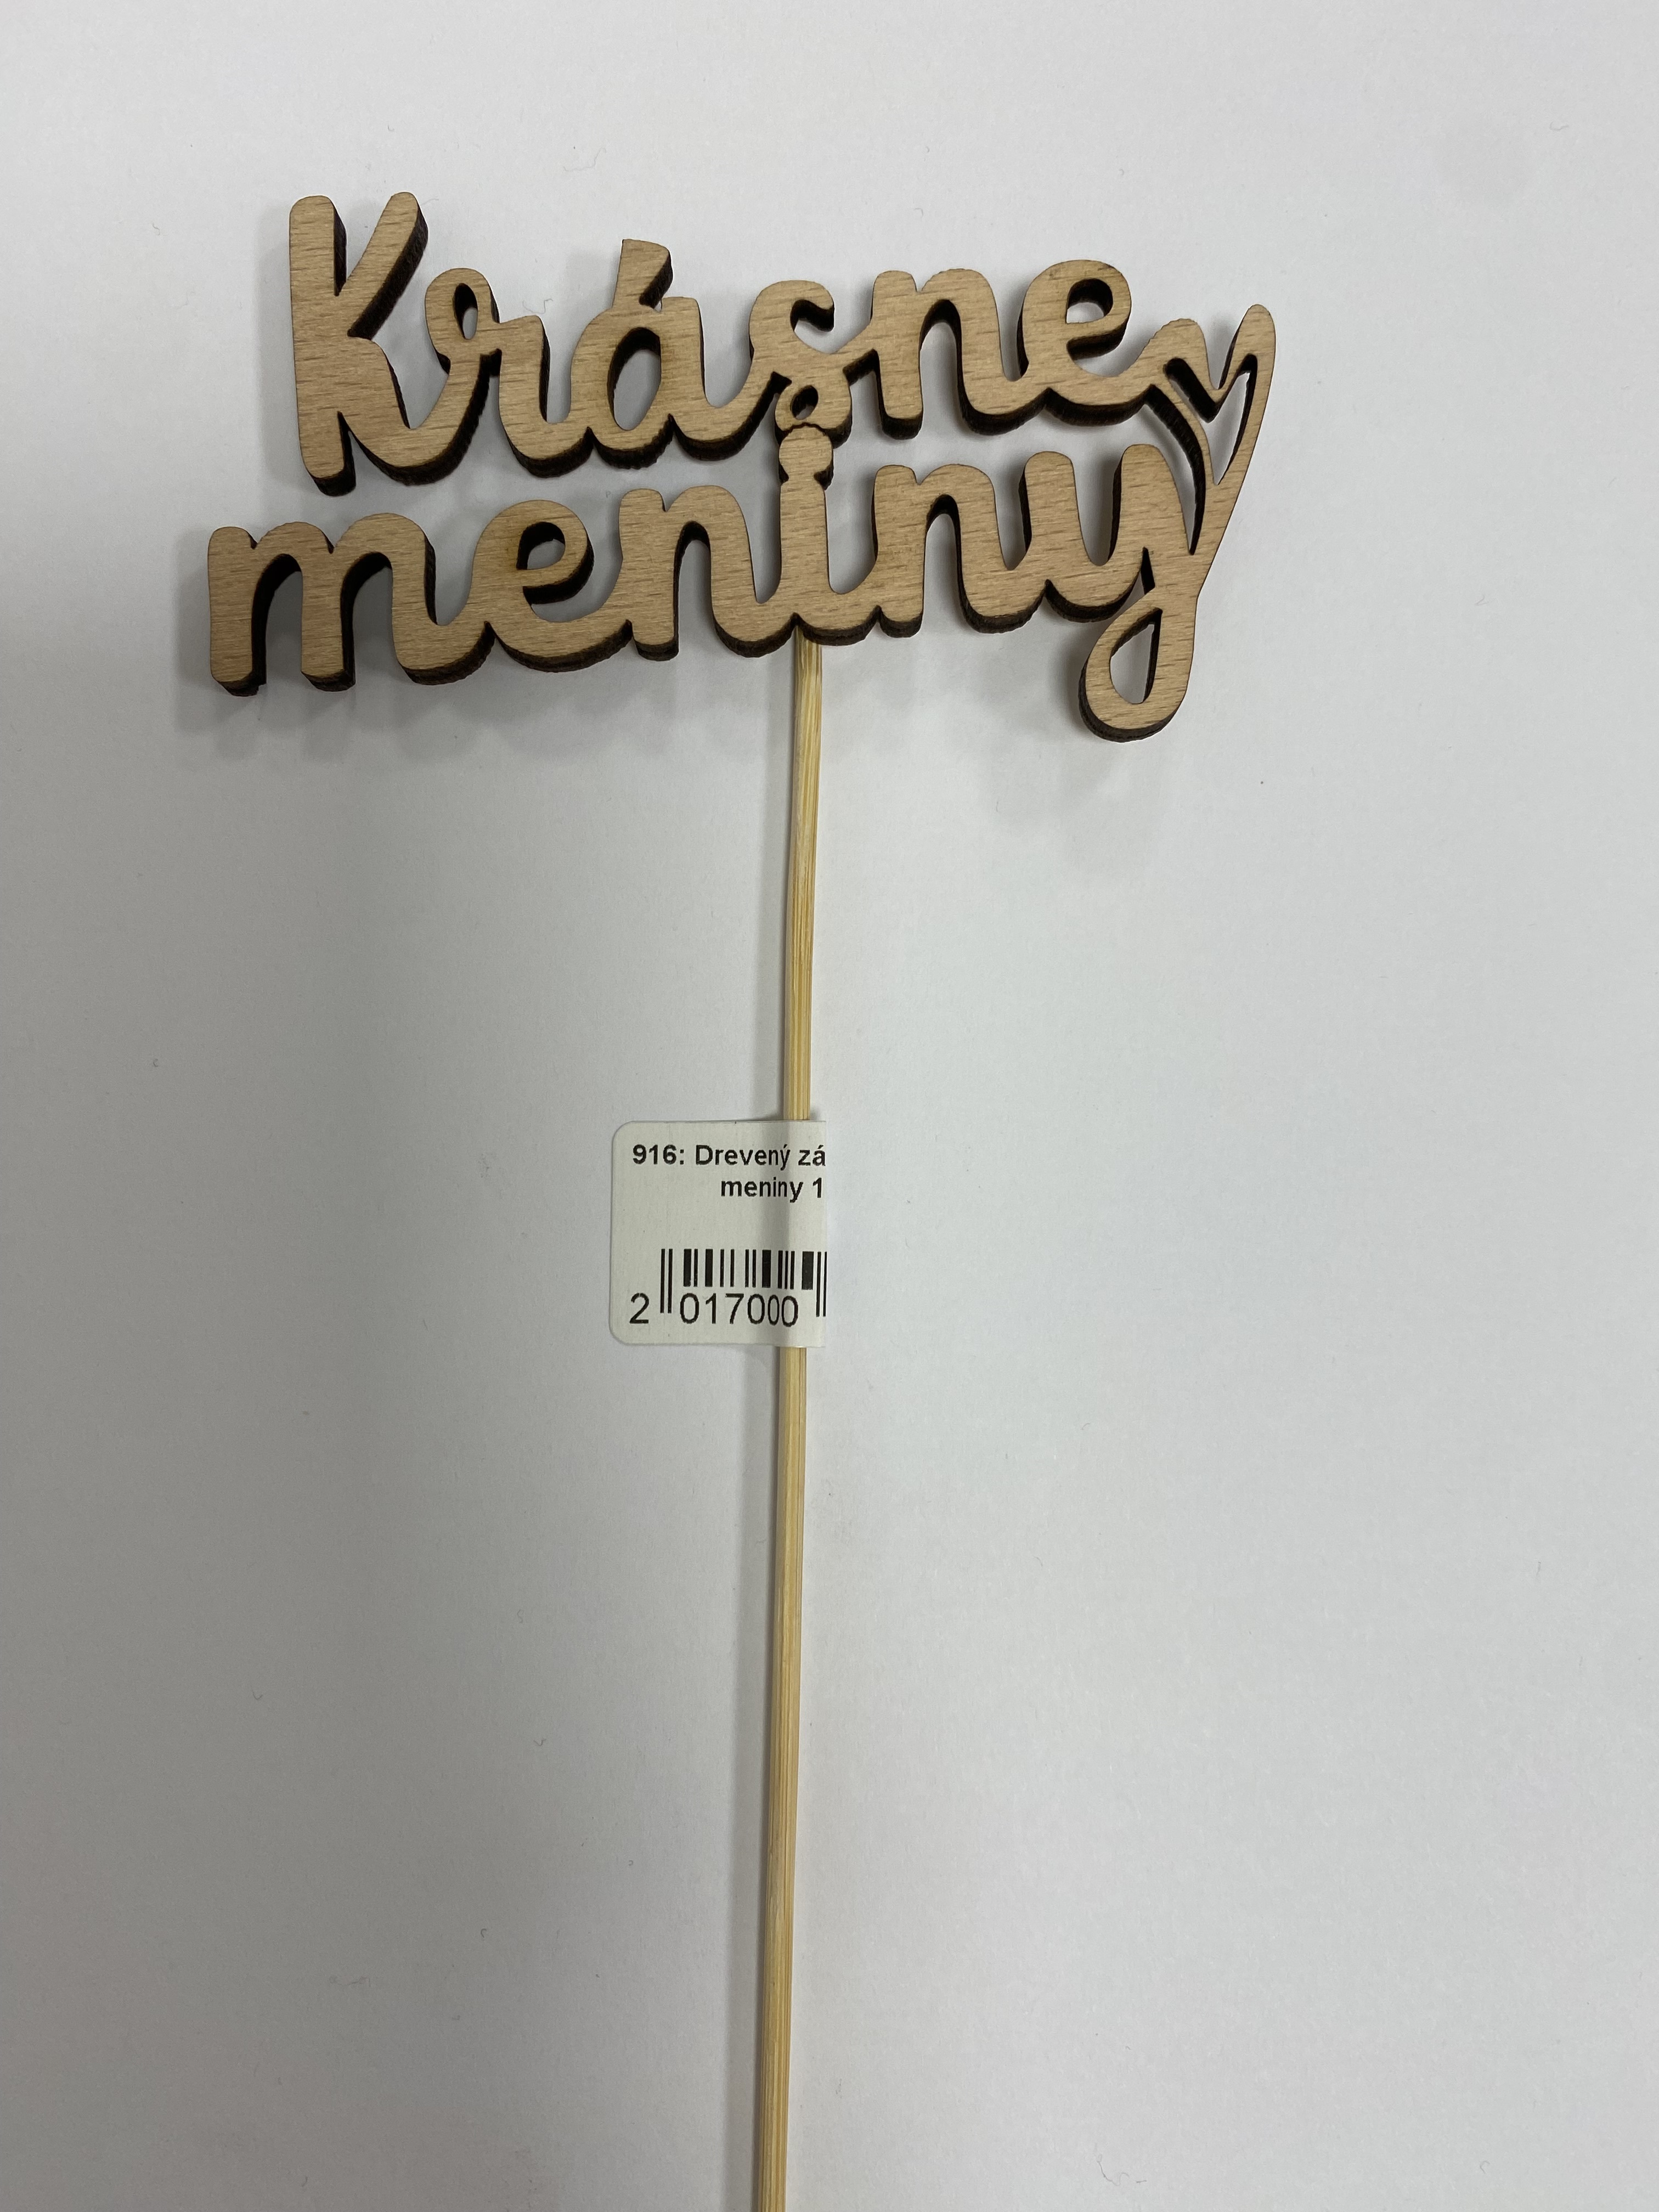 Krásne
meniny
916: Drevený zá
meniny 1
2 017000